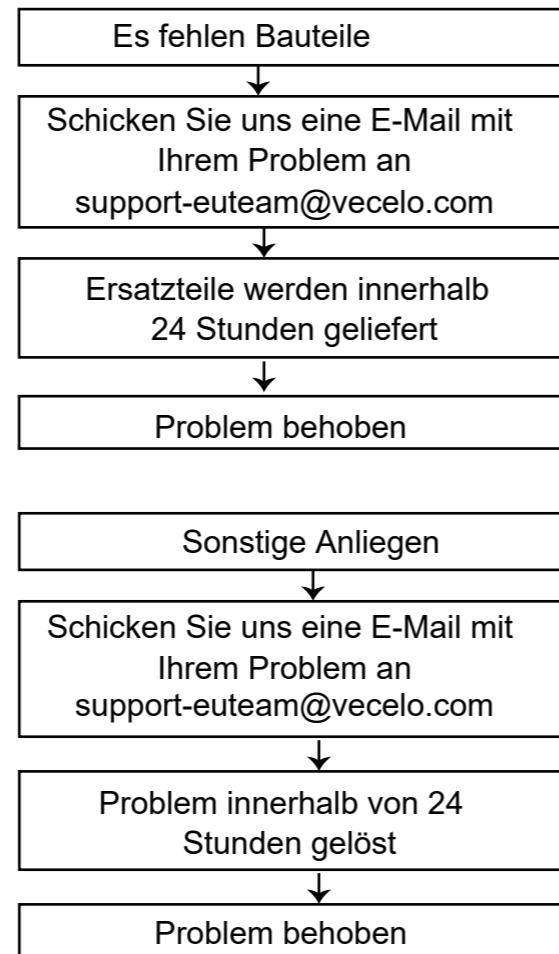 Es fehlen Bauteile
Schicken Sie uns eine E-Mail mit
Ihrem Problem an
support-euteam@vecelo.com
Ersatzteile werden innerhalb
24 Stunden geliefert
Problem behoben
Sonstige Anliegen
Schicken Sie uns eine E-Mail mit
Ihrem Problem an
support-euteam@vecelo.com
Problem innerhalb von 24
Stunden gelöst
Problem behoben